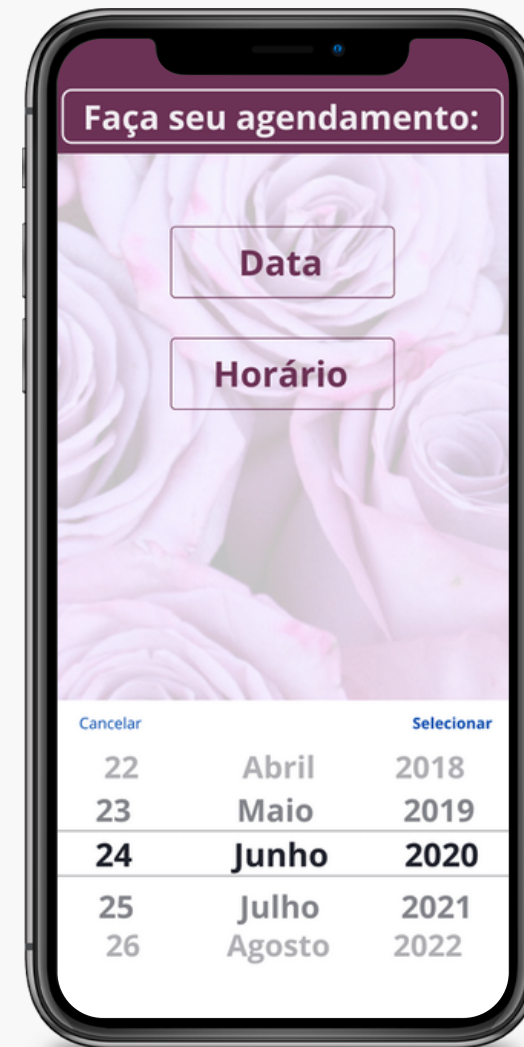 Faça seu agendamento:
Data
Horário
Cancelar Selecionar
22 Abril 2018
23 Maio 2019
24 Junho 2020
25 Julho 2021
26 Agosto 2022